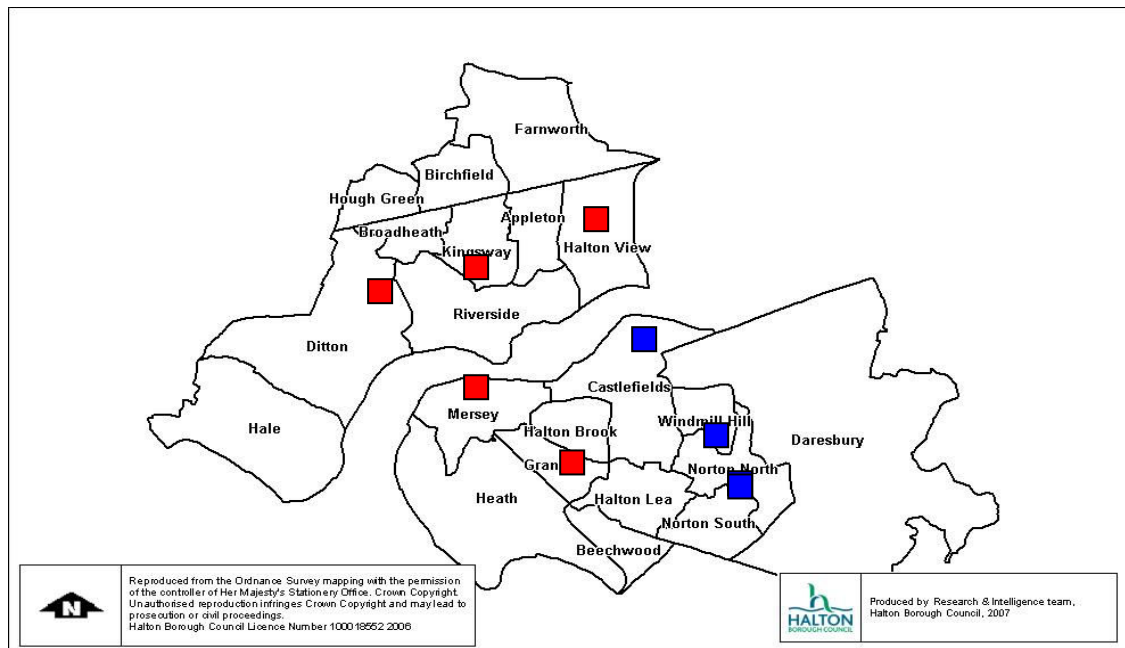 Farnworth
Birchfield
Hough Green
Appleton
Broadheath
Kingsway
Halton View
Riverside
Ditton
Castlefields
Mersey
Windmill Hill
Hale
Halton Brook
Daresbury
Gran
Norton North
Heath
Halton Lea
Norton South
Beechwood
N
Reproduced from the Ordnance Survey mapping with the permission
of the controller of Her Majesty's Stationery Office. Crown Copyright.
Unauthorised reproduction infringes Crown Copyright and may lead to
prosecution or civil proceedings.
Halton Borough Council Licence Number 100018552 2006
HALTON
BOROUGH COUNCIL
Produced by Research & Intelligence team,
Halton Borough Council, 2007